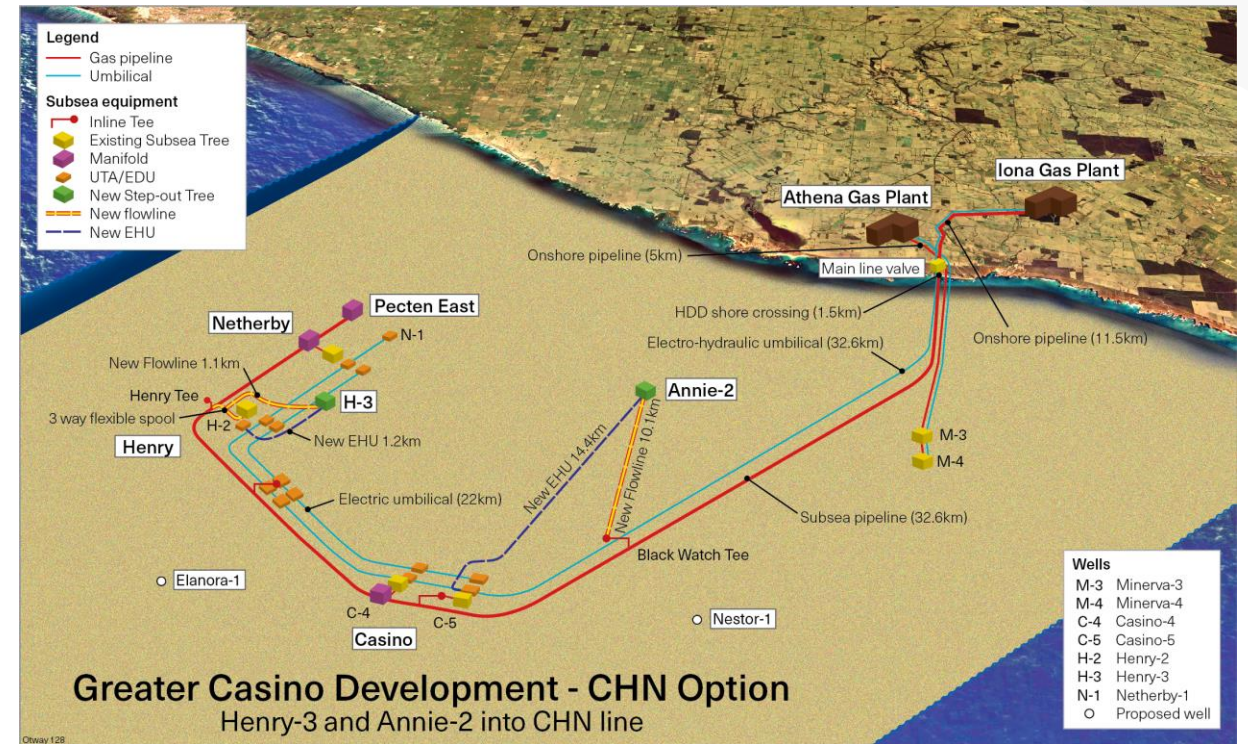 Legend
Gas pipeline
Umbilical
Subsea equipment
Inline Tee
Existing Subsea Tree
Manifold
UTA/EDU
New Step-out Tree
New flowline
New EHU
Iona Gas Plant
Athena Gas Plant
Onshore pipeline (5km)
Main line valve
HDD shore crossing (1.5km)
Onshore pipeline (11.5km)
Electro-hydraulic umbilical (32.6km)
Pecten East
Netherby
N-1
New Flowline 1.1km
Henry Tee
3 way flexible spool
H-2
H-3
Henry
New EHU 1.2km
Annie-2
New EHU 14.4km
New Flowline 10.1km
M-3
M-4
Electric umbilical (22km)
Subsea pipeline (32.6km)
Black Watch Tee
Elanora-1
C-4
C-5
Casino
Nestor-1
Wells
M-3 Minerva-3
M-4 Minerva-4
C-4 Casino-4
C-5 Casino-5
H-2 Henry-2
H-3 Henry-3
N-1 Netherby-1
Proposed well
Greater Casino Development - CHN Option
Henry-3 and Annie-2 into CHN line
Otway 128